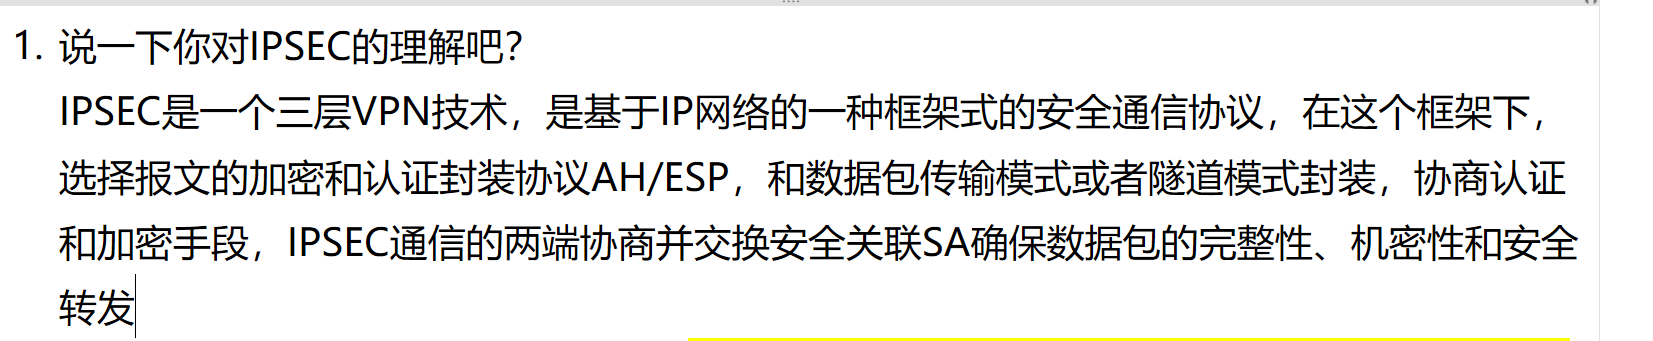 1. 说一下你对IPSEC的理解吧？
IPSEC是一个三层VPN技术，是基于IP网络的一种框架式的安全通信协议，在这个框架下，
选择报文的加密和认证封装协议AH/ESP，和数据包传输模式或者隧道模式封装，协商认证
和加密手段，IPSEC通信的两端协商并交换安全关联SA确保数据包的完整性、机密性和安全
转发